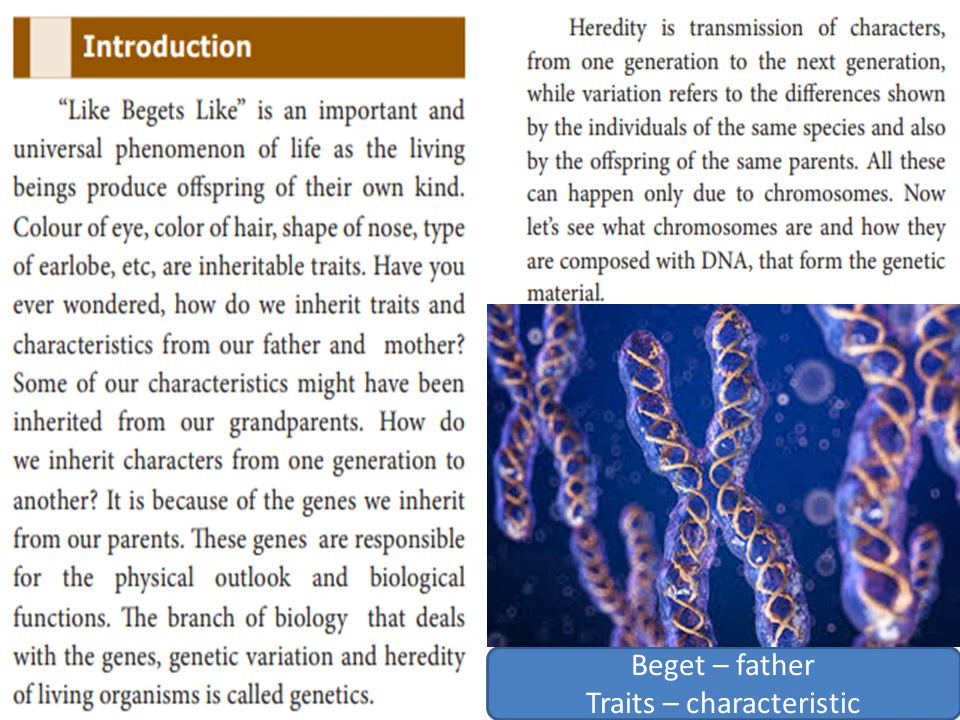 Introduction
“Like Begets Like” is an important and
universal phenomenon of life as the living
beings produce offspring of their own kind.
Colour of eye, color of hair, shape of nose, type
of earlobe, etc, are inheritable traits. Have you
ever wondered, how do we inherit traits and
characteristics from our father and mother?
Some of our characteristics might have been
inherited from our grandparents. How do
we inherit characters from one generation to
another? It is because of the genes we inherit
from our parents. These genes are responsible
for the physical outlook and biological
functions. The branch of biology that deals
with the genes, genetic variation and heredity
of living organisms is called genetics.
Heredity is transmission of characters,
from one generation to the next generation,
while variation refers to the differences shown
by the individuals of the same species and also
by the offspring of the same parents. All these
can happen only due to chromosomes. Now
let’s see what chromosomes are and how they
are composed with DNA, that form the genetic
material.
Beget – father
Traits – characteristic